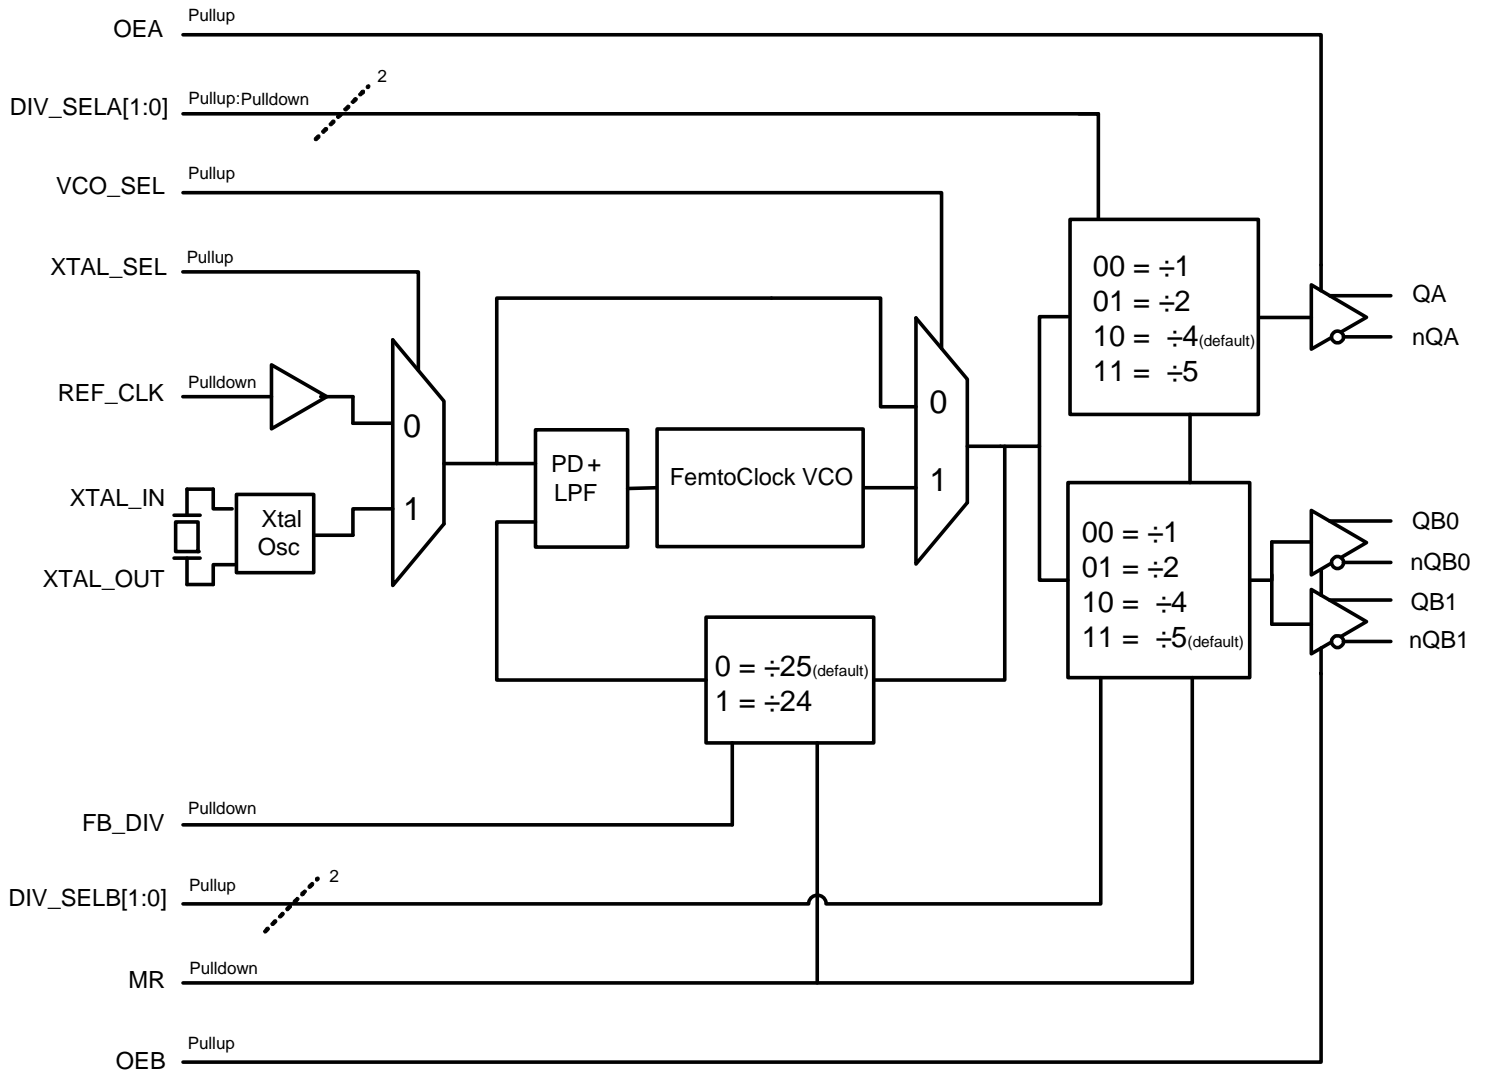 OEA
Pullup
DIV_SELA[1:0]
Pullup:Pulldown
2
VCO_SEL
Pullup
XTAL_SEL
Pullup
REF_CLK
Pulldown
0
1
XTAL_IN
XTAL_OUT
Xtal
Osc
PD +
LPF
FemtoClock VCO
0
1
00 = ÷1
01 = ÷2
10 = ÷4(default)
11 = ÷5
QA
nQA
00 = ÷1
01 = ÷2
10 = ÷4
11 = ÷5(default)
QB0
nQB0
QB1
nQB1
0 = ÷25(default)
1 = ÷24
FB_DIV
Pulldown
DIV_SELB[1:0]
Pullup
2
MR
Pulldown
OEB
Pullup